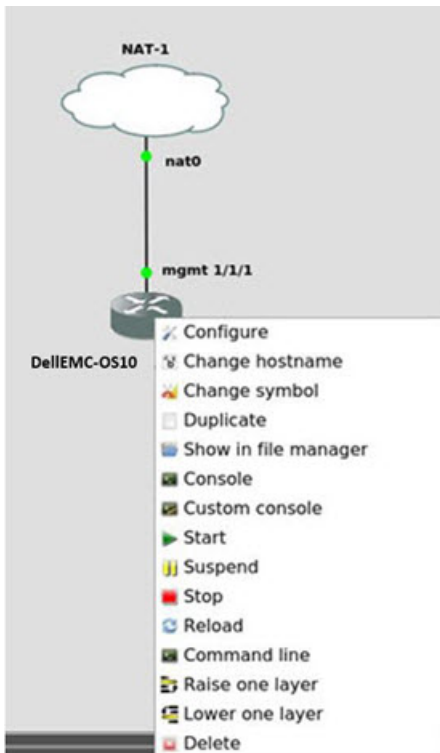 NAT-1
nat0
mgmt 1/1/1
DellEMC-OS10
Configure
Change hostname
Change symbol
Duplicate
Show in file manager
Console
Custom console
Start
Suspend
Stop
Reload
Command line
Raise one layer
Lower one layer
Delete